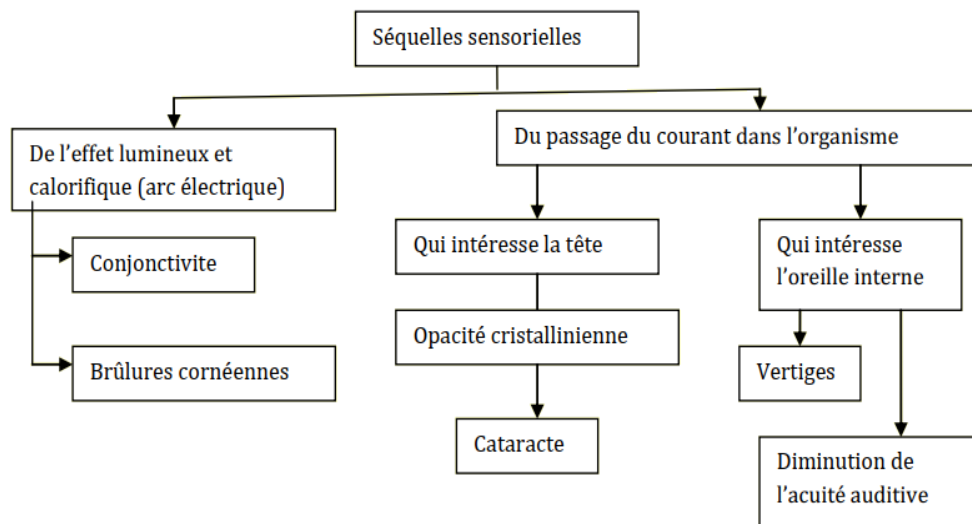 Séquelles sensorielles
De l'effet lumineux et
calorifique (arc électrique)
Conjonctivite
Brûlures cornéennes
Du passage du courant dans l'organisme
Qui intéresse la tête
Opacité cristallinienne
Cataracte
Qui intéresse
l'oreille interne
Vertiges
Diminution de
l'acuité auditive